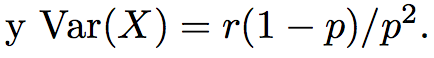 y Var(X) = r(1 − p)/p².